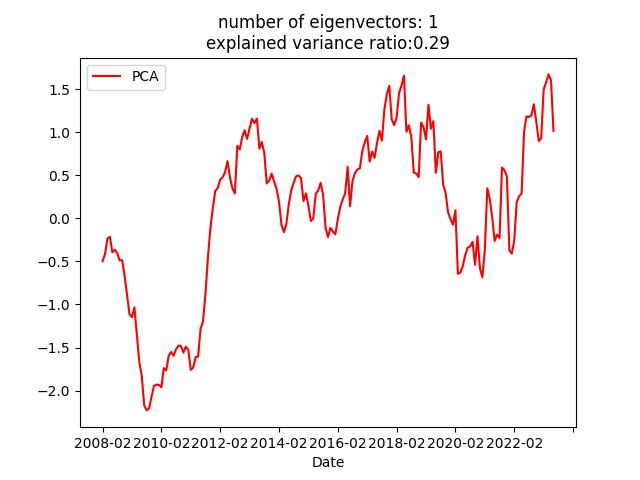 number of eigenvectors: 1
explained variance ratio:0.29
PCA
1.5
1.0
0.5
0.0
−0.5
−1.0
−1.5
−2.0
2008-02 2010-02 2012-02 2014-02 2016-02 2018-02 2020-02 2022-02
Date